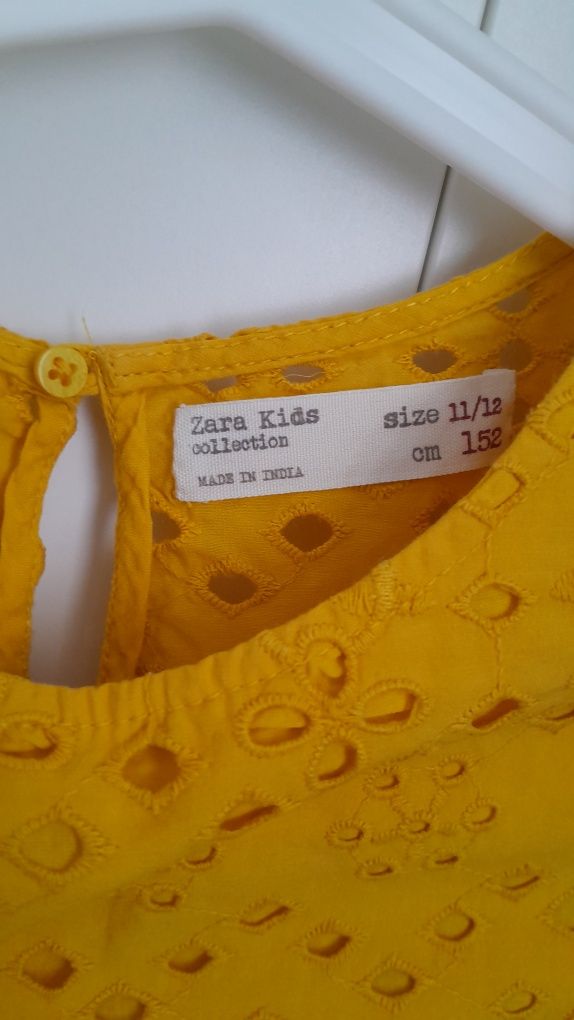 Zara Kids
collection
MADE IN INDIA
size 11/12
cm 152